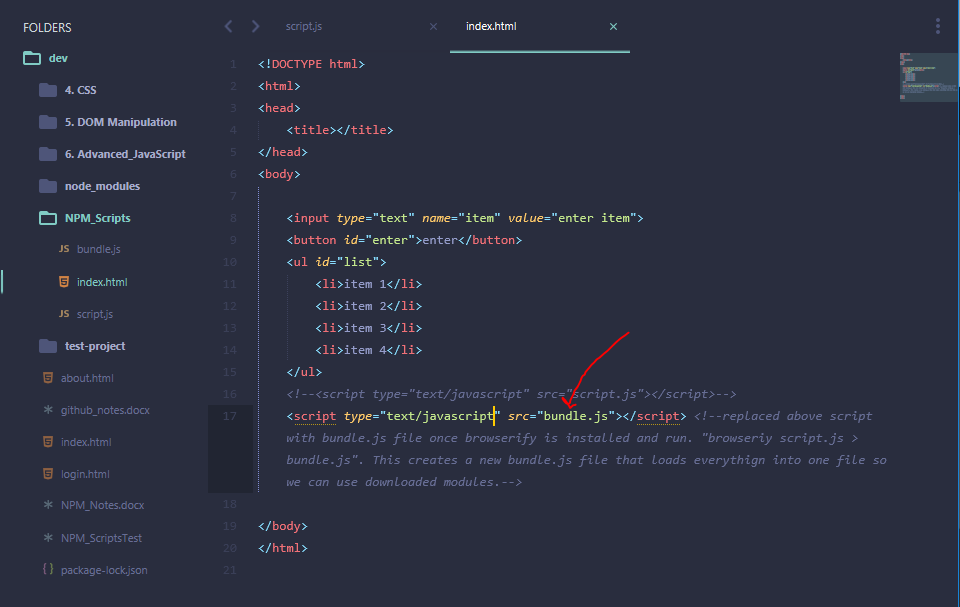 FOLDERS
dev
4. CSS
5. DOM Manipulation
6. Advanced_JavaScript
node_modules
NPM_Scripts
JS bundle.js
index.html
JS script.js
test-project
about.html
github_notes.docx
index.html
login.html
NPM_Notes.docx
NPM_ScriptsTest
{} package-lock.json
script.js ×
index.html ×
1 <!DOCTYPE html>
2 <html>
3 <head>
4 <title></title>
5 </head>
6 <body>
7
8 <input type="text" name="item" value="enter item">
9 <button id="enter">enter</button>
10 <ul id="list">
11 <li>item 1</li>
12 <li>item 2</li>
13 <li>item 3</li>
14 <li>item 4</li>
15 </ul>
16 <!--<script type="text/javascript" src="script.js"></script>-->
17 <script type="text/javascript" src="bundle.js"></script> <!--replaced above script
with bundle.js file once browserify is installed and run. "browseriy script.js >
bundle.js". This creates a new bundle.js file that loads everythign into one file so
we can use downloaded modules.-->
18
19 </body>
20 </html>
21